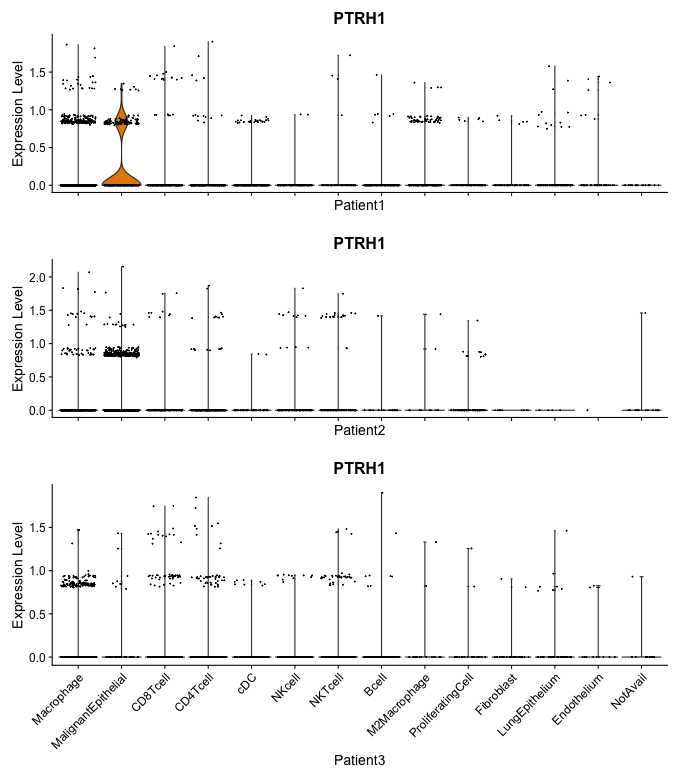 PTRH1
Expression Level
1.5
1.0
0.5
0.0
Patient1
PTRH1
Expression Level
2.0
1.5
1.0
0.5
0.0
Patient2
PTRH1
Expression Level
1.5
1.0
0.5
0.0
Macrophage
MalignantEpithelial
CD8Tcell
CD4Tcell
cDC
NKcell
NKTcell
Bcell
M2Macrophage
ProliferatingCell
Fibroblast
LungEpithelium
Endothelium
NotAvail
Patient3